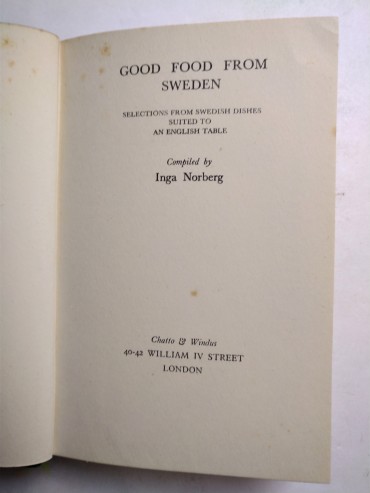 GOOD FOOD FROM
SWEDEN
SELECTIONS FROM SWEDISH DISHES
SUITED TO
AN ENGLISH TABLE
Compiled by
Inga Norberg
Chatto & Windus
40-42 WILLIAM IV STREET
LONDON